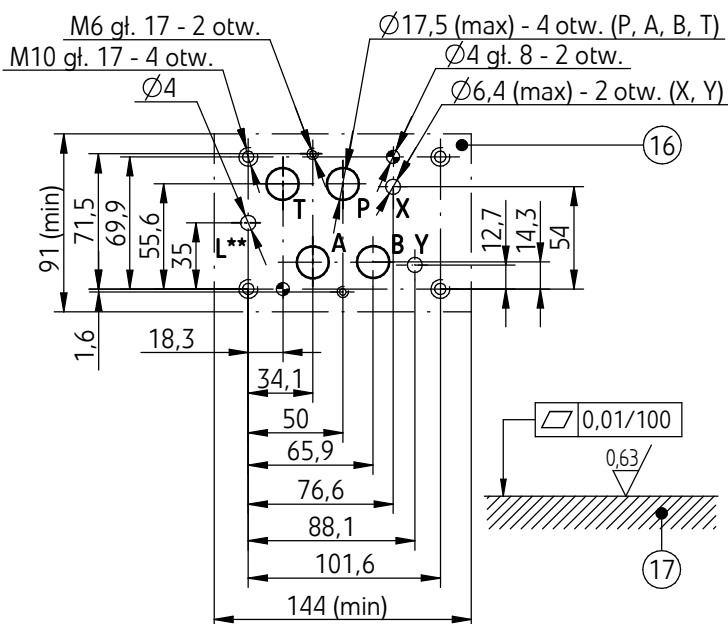 M6 gł. 17 - 2 otw.
∅17,5 (max) - 4 otw. (P, A, B, T)
M10 gł. 17 - 4 otw.
∅4 gł. 8 - 2 otw.
∅4
∅6,4 (max) - 2 otw. (X, Y)
16
T
P
X
L**
A
B
Y
91 (min)
71,5
69,9
55,6
35
1,6
12,7
14,3
54
18,3
34,1
50
65,9
76,6
88,1
101,6
144 (min)
0,01/100
0,63
17